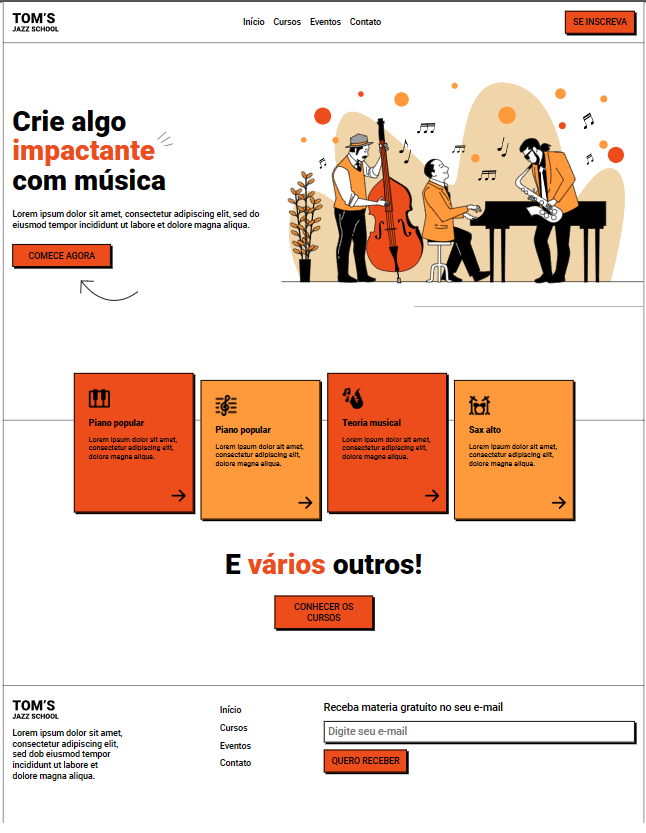 TOM'S
JAZZ SCHOOL
Início Cursos Eventos Contato
SE INSCREVA
Crie algo
impactante
com música
Lorem ipsum dolor sit amet, consectetur adipiscing elit, sed do
eiusmod tempor incididunt ut labore et dolore magna aliqua.
COMECE AGORA
Piano popular
Lorem ipsum dolor sit amet,
consectetur adipiscing elit,
dolore magna aliqua.
Piano popular
Lorem ipsum dolor sit amet,
consectetur adipiscing elit,
dolore magna aliqua.
Teoria musical
Lorem ipsum dolor sit amet,
consectetur adipiscing elit,
dolore magna aliqua.
Sax alto
Lorem ipsum dolor sit amet,
consectetur adipiscing elit,
dolore magna aliqua.
E vários outros!
CONHECER OS
CURSOS
TOM'S
JAZZ SCHOOL
Lorem ipsum dolor sit amet,
consectetur adipiscing elit,
sed dob eiusmod tempor
incididunt ut labore et
dolore magna aliqua.
Início
Cursos
Eventos
Contato
Receba materia gratuito no seu e-mail
Digite seu e-mail
QUERO RECEBER